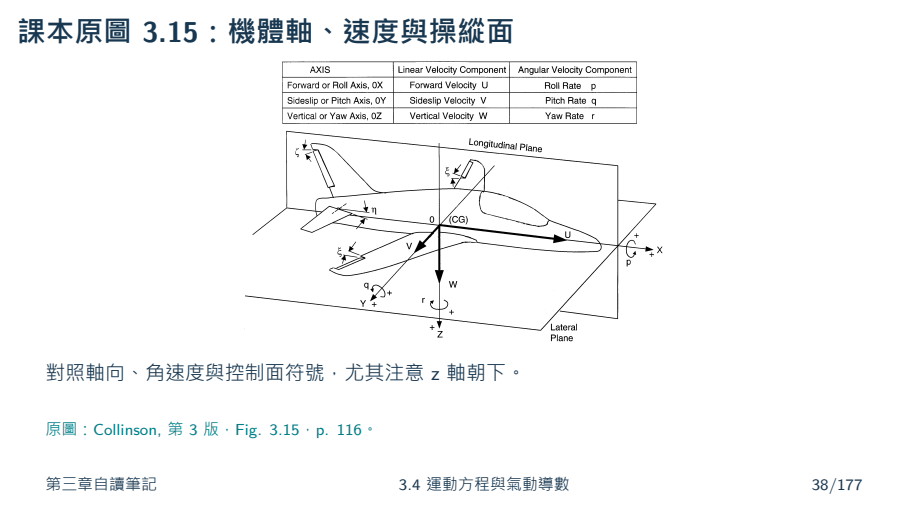 課本原圖 3.15：機體軸、速度與操縱面
AXIS Linear Velocity Component Angular Velocity Component
Forward or Roll Axis, 0X Forward Velocity U Roll Rate p
Sideslip or Pitch Axis, 0Y Sideslip Velocity V Pitch Rate q
Vertical or Yaw Axis, 0Z Vertical Velocity W Yaw Rate r
Longitudinal Plane
ζ
ξ
η
0 (CG)
U
V
ξ
+
X
+
p
W
q
+
Y +
r
+
+
Z
Lateral
Plane
對照軸向、角速度與控制面符號，尤其注意 z 軸朝下。
原圖：Collinson, 第 3 版，Fig. 3.15，p. 116。
第三章自讀筆記 3.4 運動方程與氣動導數 38/177